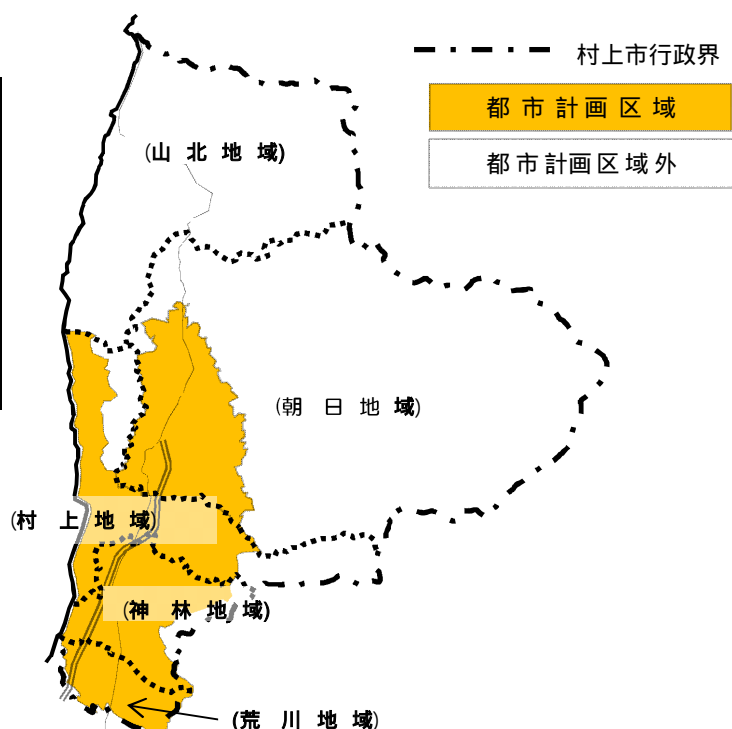 村上市行政界
都市計画区域
都市計画区域外
(山北地域)
(朝日地域)
(村上地域)
(神林地域)
(荒川地域)